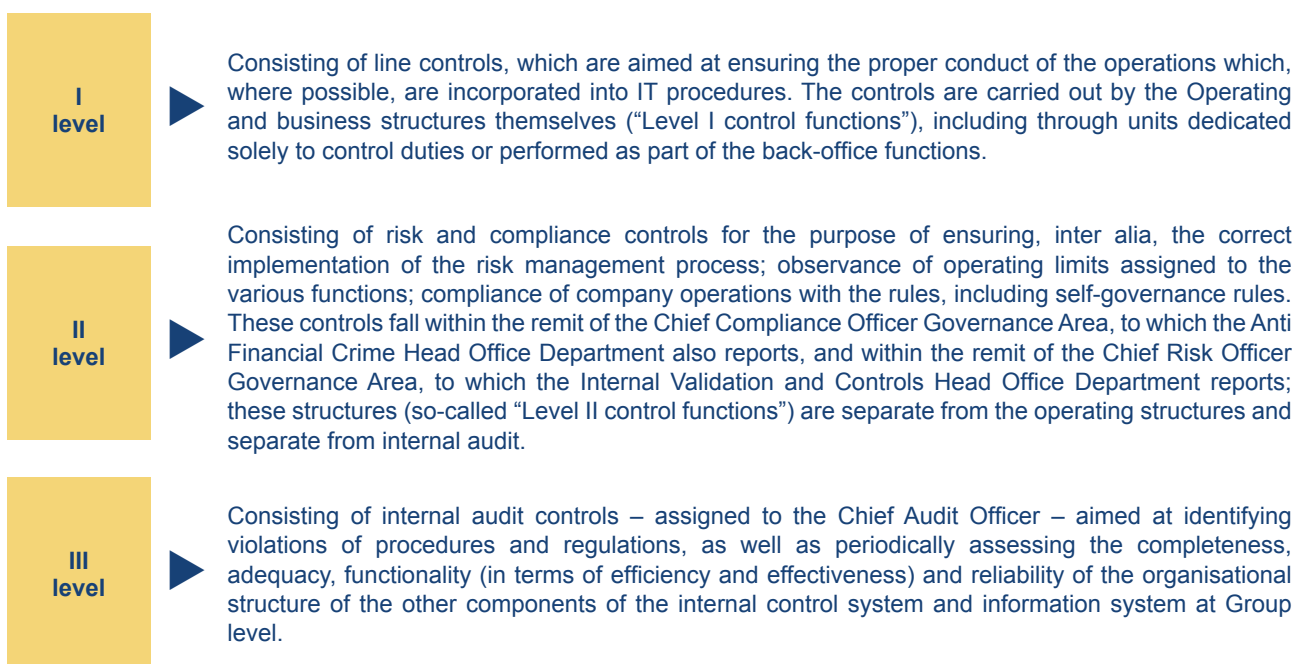 I
level
Consisting of line controls, which are aimed at ensuring the proper conduct of the operations which,
where possible, are incorporated into IT procedures. The controls are carried out by the Operating
and business structures themselves (“Level I control functions”), including through units dedicated
solely to control duties or performed as part of the back-office functions.
II
level
Consisting of risk and compliance controls for the purpose of ensuring, inter alia, the correct
implementation of the risk management process; observance of operating limits assigned to the
various functions; compliance of company operations with the rules, including self-governance rules.
These controls fall within the remit of the Chief Compliance Officer Governance Area, to which the Anti
Financial Crime Head Office Department also reports, and within the remit of the Chief Risk Officer
Governance Area, to which the Internal Validation and Controls Head Office Department reports;
these structures (so-called “Level II control functions”) are separate from the operating structures and
separate from internal audit.
III
level
Consisting of internal audit controls – assigned to the Chief Audit Officer – aimed at identifying
violations of procedures and regulations, as well as periodically assessing the completeness,
adequacy, functionality (in terms of efficiency and effectiveness) and reliability of the organisational
structure of the other components of the internal control system and information system at Group
level.